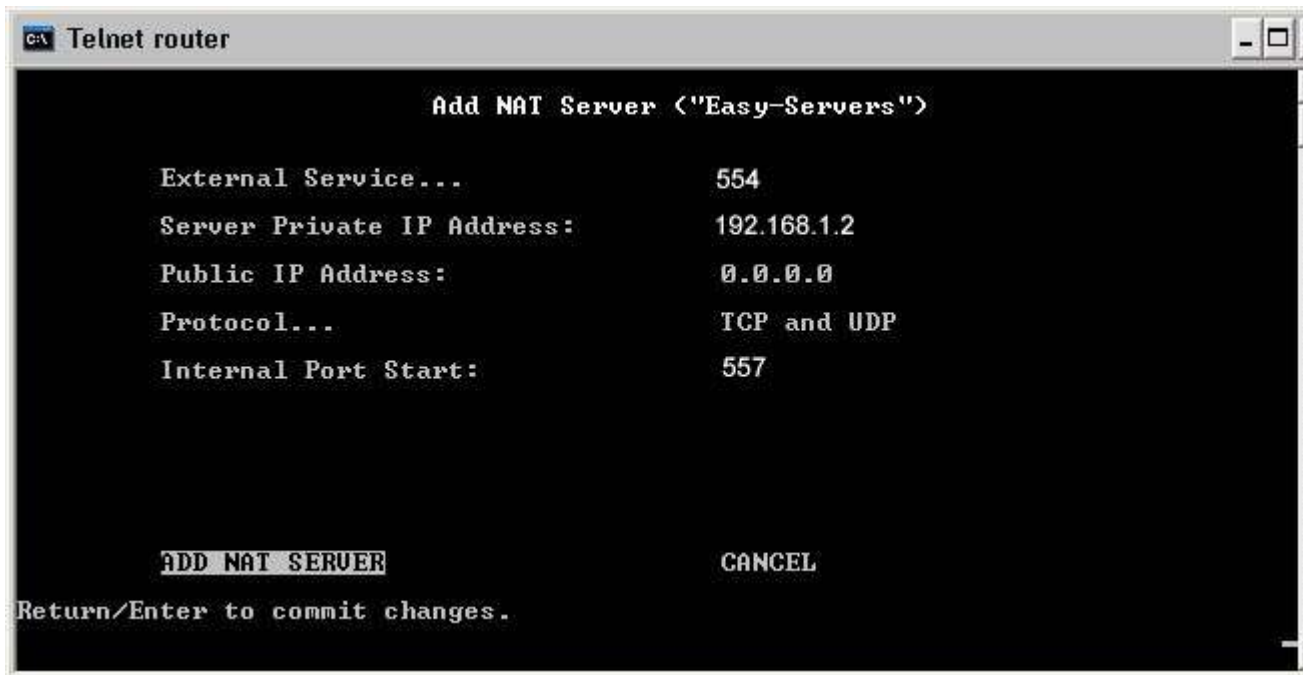 Telnet router
Add NAT Server ("Easy-Servers")
External Service... 554
Server Private IP Address: 192.168.1.2
Public IP Address: 0.0.0.0
Protocol... TCP and UDP
Internal Port Start: 557
ADD NAT SERVER CANCEL
Return/Enter to commit changes.